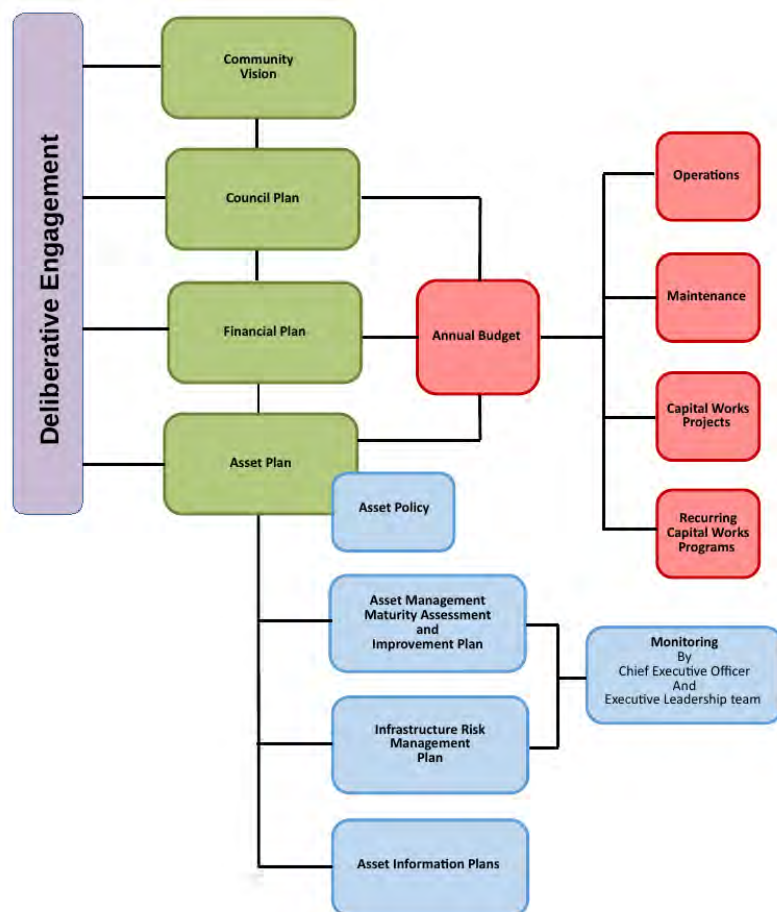 Deliberative Engagement
Community
Vision
Council Plan
Financial Plan
Asset Plan
Asset Policy
Annual Budget
Operations
Maintenance
Capital Works
Projects
Recurring
Capital Works
Programs
Asset Management
Maturity Assessment
and
Improvement Plan
Infrastructure Risk
Management
Plan
Asset Information Plans
Monitoring
By
Chief Executive Officer
And
Executive Leadership team